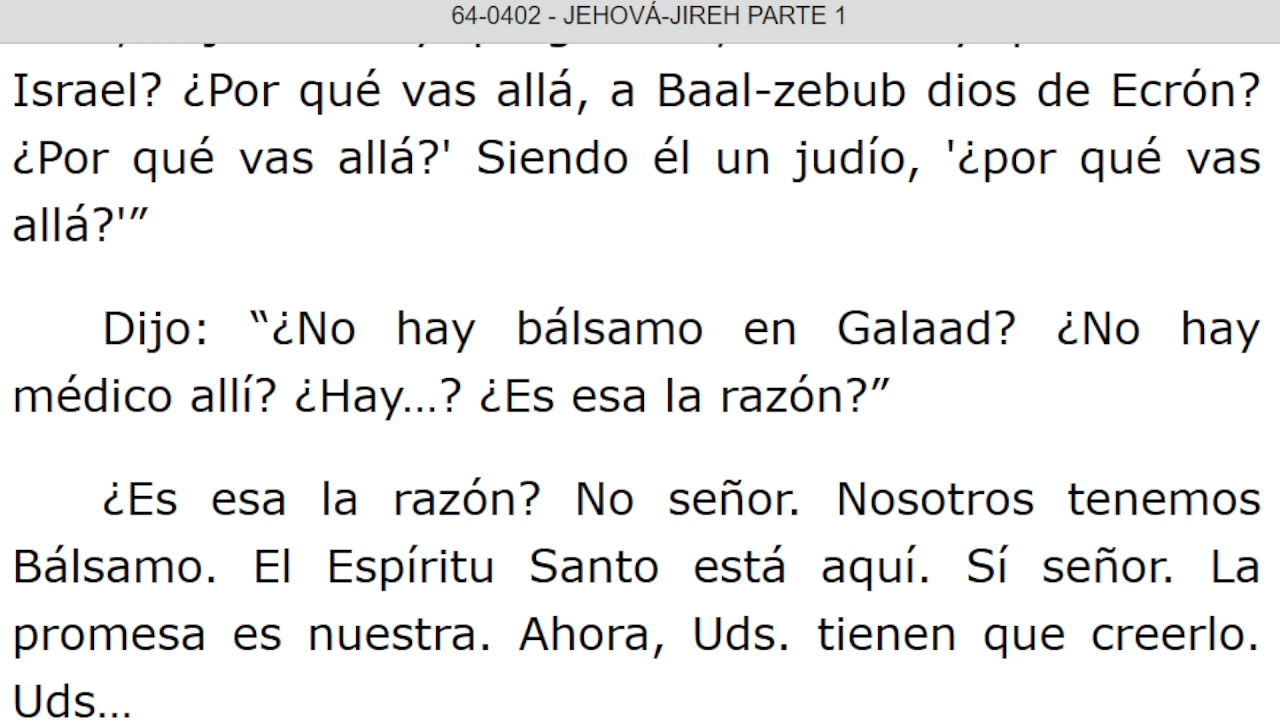 64-0402 - JEHOVÁ-JIREH PARTE 1
Israel? ¿Por qué vas allá, a Baal-zebub dios de Ecrón?
¿Por qué vas allá?' Siendo él un judío, '¿por qué vas
allá?'”
Dijo: “¿No hay bálsamo en Galaad? ¿No hay
médico allí? ¿Hay...? ¿Es esa la razón?”
¿Es esa la razón? No señor. Nosotros tenemos
Bálsamo. El Espíritu Santo está aquí. Sí señor. La
promesa es nuestra. Ahora, Uds. tienen que creerlo.
Uds...